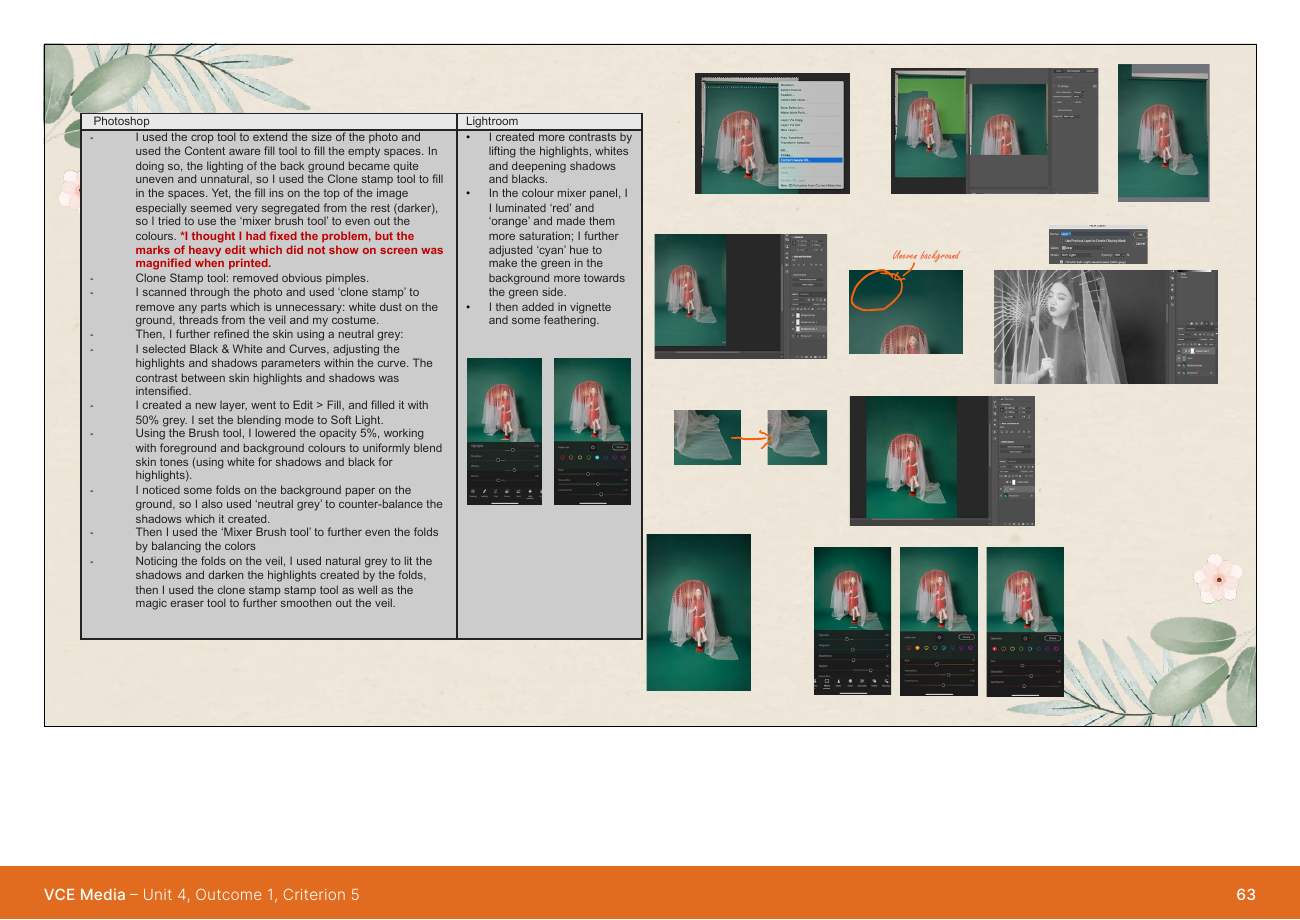 Photoshop
- I used the crop tool to extend the size of the photo and
used the Content aware fill tool to fill the empty spaces. In
doing so, the lighting of the back ground became quite
uneven and unnatural, so I used the Clone stamp tool to fill
in the spaces. Yet, the fill ins on the top of the image
especially seemed very segregated from the rest (darker),
so I tried to use the ‘mixer brush tool’ to even out the
colours. *I thought I had fixed the problem, but the
marks of heavy edit which did not show on screen was
magnified when printed.
- Clone Stamp tool: removed obvious pimples.
- I scanned through the photo and used ‘clone stamp’ to
remove any parts which is unnecessary: white dust on the
ground, threads from the veil and my costume.
- Then, I further refined the skin using a neutral grey:
- I selected Black & White and Curves, adjusting the
highlights and shadows parameters within the curve. The
contrast between skin highlights and shadows was
intensified.
- I created a new layer, went to Edit > Fill, and filled it with
50% grey. I set the blending mode to Soft Light.
- Using the Brush tool, I lowered the opacity 5%, working
with foreground and background colours to uniformly blend
skin tones (using white for shadows and black for
highlights).
- I noticed some folds on the background paper on the
ground, so I also used ‘neutral grey’ to counter-balance the
shadows which it created.
- Then I used the ‘Mixer Brush tool’ to further even the folds
by balancing the colors
- Noticing the folds on the veil, I used natural grey to lit the
shadows and darken the highlights created by the folds,
then I used the clone stamp stamp tool as well as the
magic eraser tool to further smoothen out the veil.
Lightroom
• I created more contrasts by
lifting the highlights, whites
and deepening shadows
and blacks.
• In the colour mixer panel, I
I luminated ‘red’ and
‘orange’ and made them
more saturation; I further
adjusted ‘cyan’ hue to
make the green in the
background more towards
the green side.
• I then added in vignette
and some feathering.
Uneven background
VCE Media – Unit 4, Outcome 1, Criterion 5
63